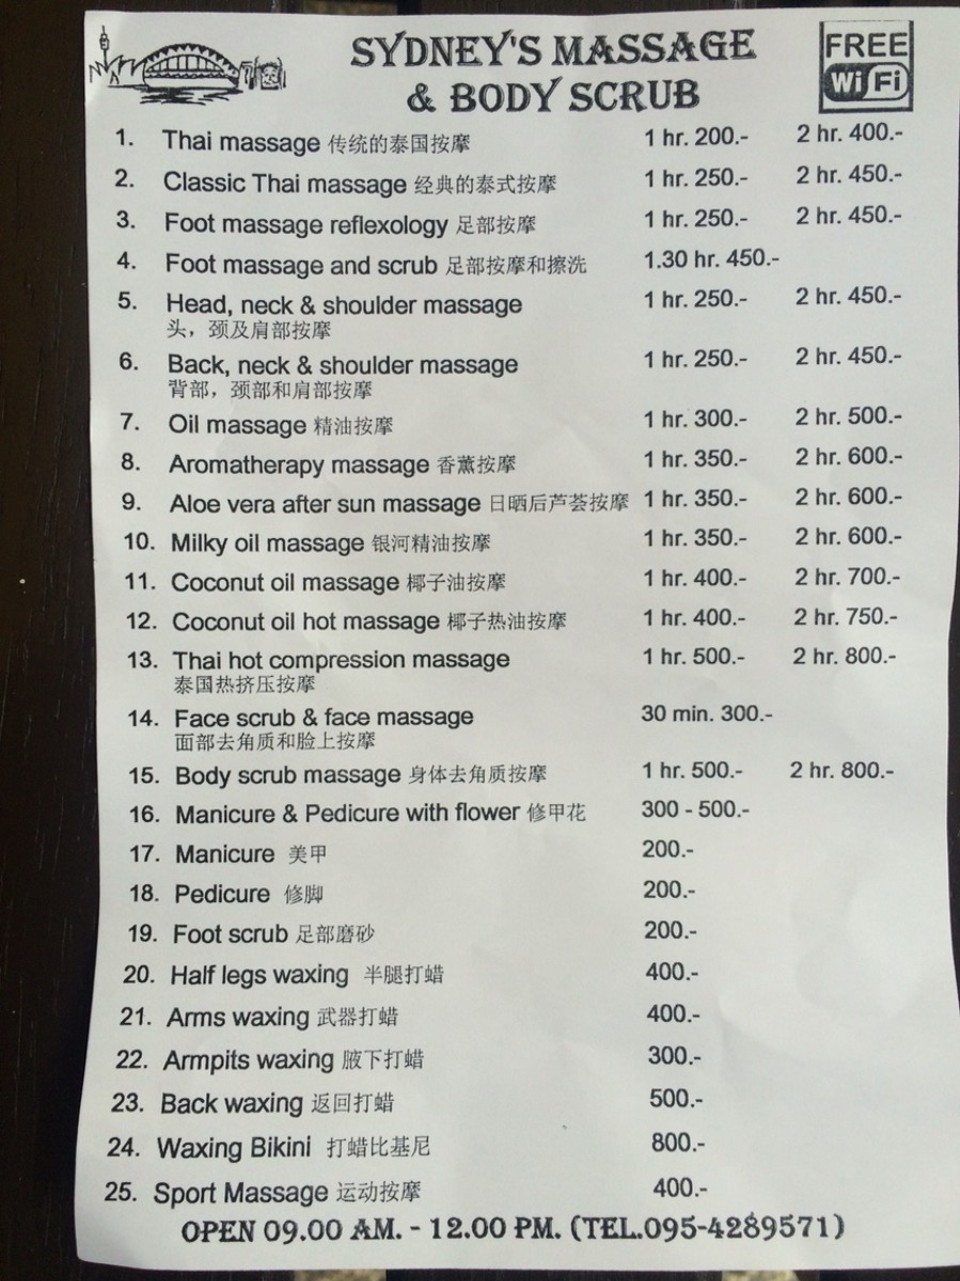 SYDNEY'S MASSAGE
& BODY SCRUB
FREE
Wi Fi
1. Thai massage 传统的泰国按摩 1 hr. 200.- 2 hr. 400.-
2. Classic Thai massage 经典的泰式按摩 1 hr. 250.- 2 hr. 450.-
3. Foot massage reflexology 足部按摩 1 hr. 250.- 2 hr. 450.-
4. Foot massage and scrub 足部按摩和擦洗 1.30 hr. 450.-
5. Head, neck & shoulder massage 1 hr. 250.- 2 hr. 450.-
头，颈及肩部按摩
6. Back, neck & shoulder massage 1 hr. 250.- 2 hr. 450.-
背部，颈部和肩部按摩
7. Oil massage 精油按摩 1 hr. 300.- 2 hr. 500.-
8. Aromatherapy massage 香薰按摩 1 hr. 350.- 2 hr. 600.-
9. Aloe vera after sun massage 日晒后芦荟按摩 1 hr. 350.- 2 hr. 600.-
10. Milky oil massage 银河精油按摩 1 hr. 350.- 2 hr. 600.-
11. Coconut oil massage 椰子油按摩 1 hr. 400.- 2 hr. 700.-
12. Coconut oil hot massage 椰子热油按摩 1 hr. 400.- 2 hr. 750.-
13. Thai hot compression massage 1 hr. 500.- 2 hr. 800.-
泰国热挤压按摩
14. Face scrub & face massage 30 min. 300.-
面部去角质和脸上按摩
15. Body scrub massage 身体去角质按摩 1 hr. 500.- 2 hr. 800.-
16. Manicure & Pedicure with flower 修甲花 300 - 500.-
17. Manicure 美甲 200.-
18. Pedicure 修脚 200.-
19. Foot scrub 足部磨砂 200.-
20. Half legs waxing 半腿打蜡 400.-
21. Arms waxing 武器打蜡 400.-
22. Armpits waxing 腋下打蜡 300.-
23. Back waxing 返回打蜡 500.-
24. Waxing Bikini 打蜡比基尼 800.-
25. Sport Massage 运动按摩 400.-
OPEN 09.00 AM. - 12.00 PM. (TEL.095-4289571)